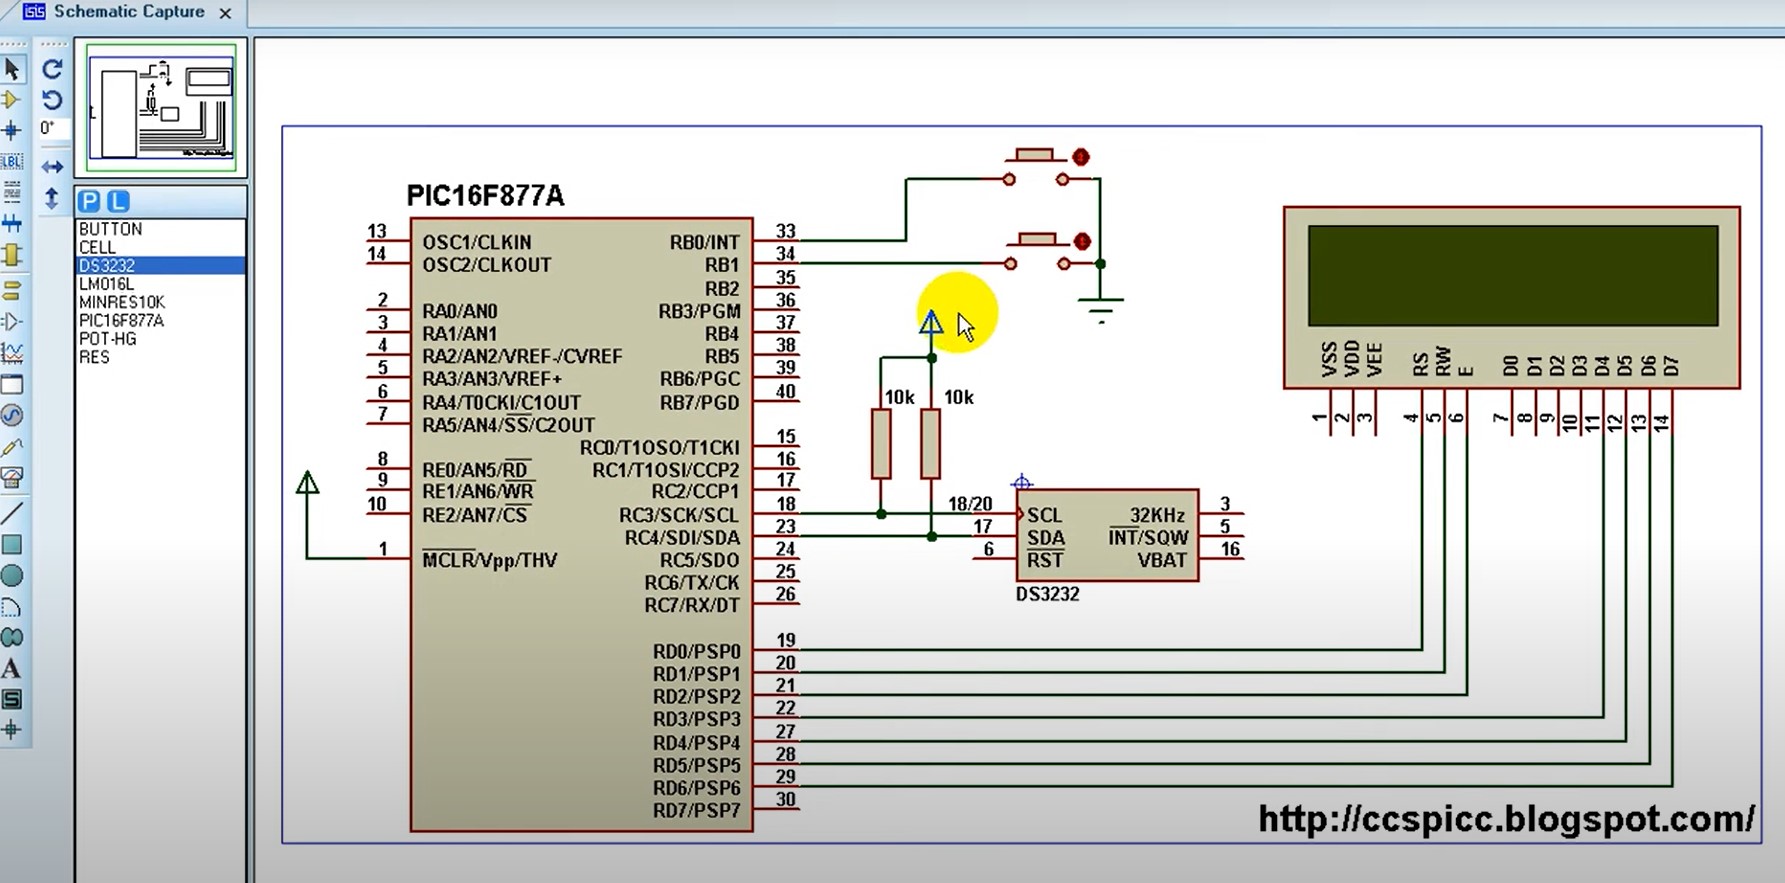 ISIS Schematic Capture x
0°
LBL
P L
BUTTON
CELL
DS3232
LM016L
MINRES10K
PIC16F877A
POT-HG
RES
A
S
PIC16F877A
13 OSC1/CLKIN
14 OSC2/CLKOUT
2 RA0/AN0
3 RA1/AN1
4 RA2/AN2/VREF-/CVREF
5 RA3/AN3/VREF+
6 RA4/T0CKI/C1OUT
7 RA5/AN4/SS/C2OUT
8 RE0/AN5/RD
9 RE1/AN6/WR
10 RE2/AN7/CS
1 MCLR/Vpp/THV
RB0/INT 33
RB1 34
RB2 35
RB3/PGM 36
RB4 37
RB5 38
RB6/PGC 39
RB7/PGD 40
RC0/T1OSO/T1CKI 15
RC1/T1OSI/CCP2 16
RC2/CCP1 17
RC3/SCK/SCL 18
RC4/SDI/SDA 23
RC5/SDO 24
RC6/TX/CK 25
RC7/RX/DT 26
RD0/PSP0 19
RD1/PSP1 20
RD2/PSP2 21
RD3/PSP3 22
RD4/PSP4 27
RD5/PSP5 28
RD6/PSP6 29
RD7/PSP7 30
10k 10k
18/20 SCL 32KHz 3
17 SDA INT/SQW 5
6 RST VBAT 16
DS3232
VSS VDD VEE RS RW E D0 D1 D2 D3 D4 D5 D6 D7
1 2 3 4 5 6 7 8 9 10 11 12 13 14
http://ccspicc.blogspot.com/